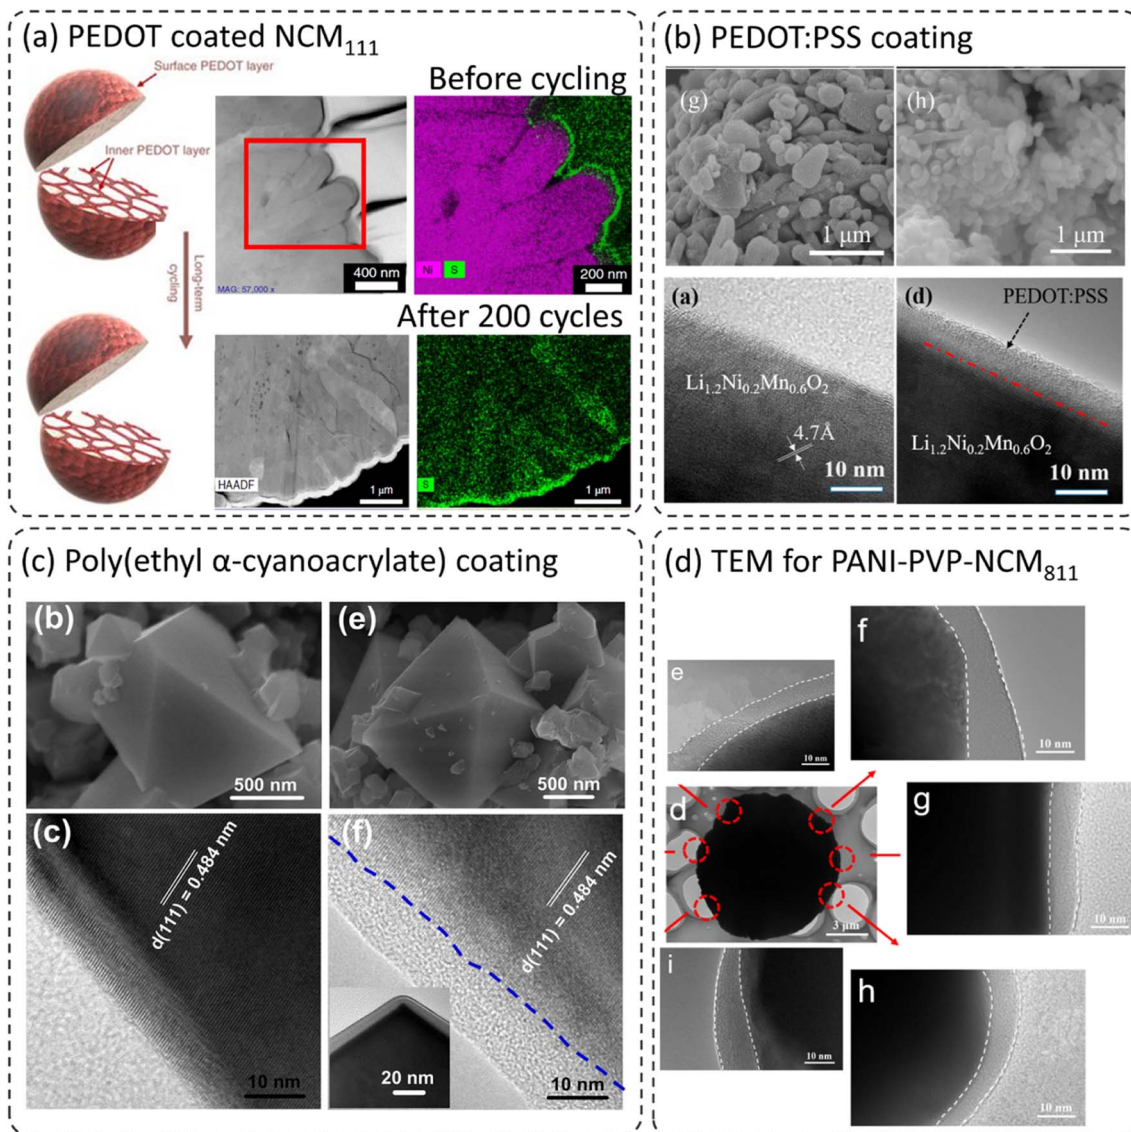 (a) PEDOT coated NCM111
Surface PEDOT layer
Inner PEDOT layer
Long-term
cycling
Before cycling
MAG: 57,000 x
400 nm
Ni S
200 nm
After 200 cycles
HAADF
1 μm
S
1 μm
(b) PEDOT:PSS coating
(g)
1 μm
(h)
1 μm
(a)
Li1.2Ni0.2Mn0.6O2
4.7Å
10 nm
(d)
PEDOT:PSS
Li1.2Ni0.2Mn0.6O2
10 nm
(c) Poly(ethyl α-cyanoacrylate) coating
(b)
500 nm
(e)
500 nm
(c)
d(111) = 0.484 nm
10 nm
(f)
d(111) = 0.484 nm
20 nm
10 nm
(d) TEM for PANI-PVP-NCM811
e
10 nm
f
10 nm
d
3 μm
g
10 nm
i
10 nm
h
10 nm